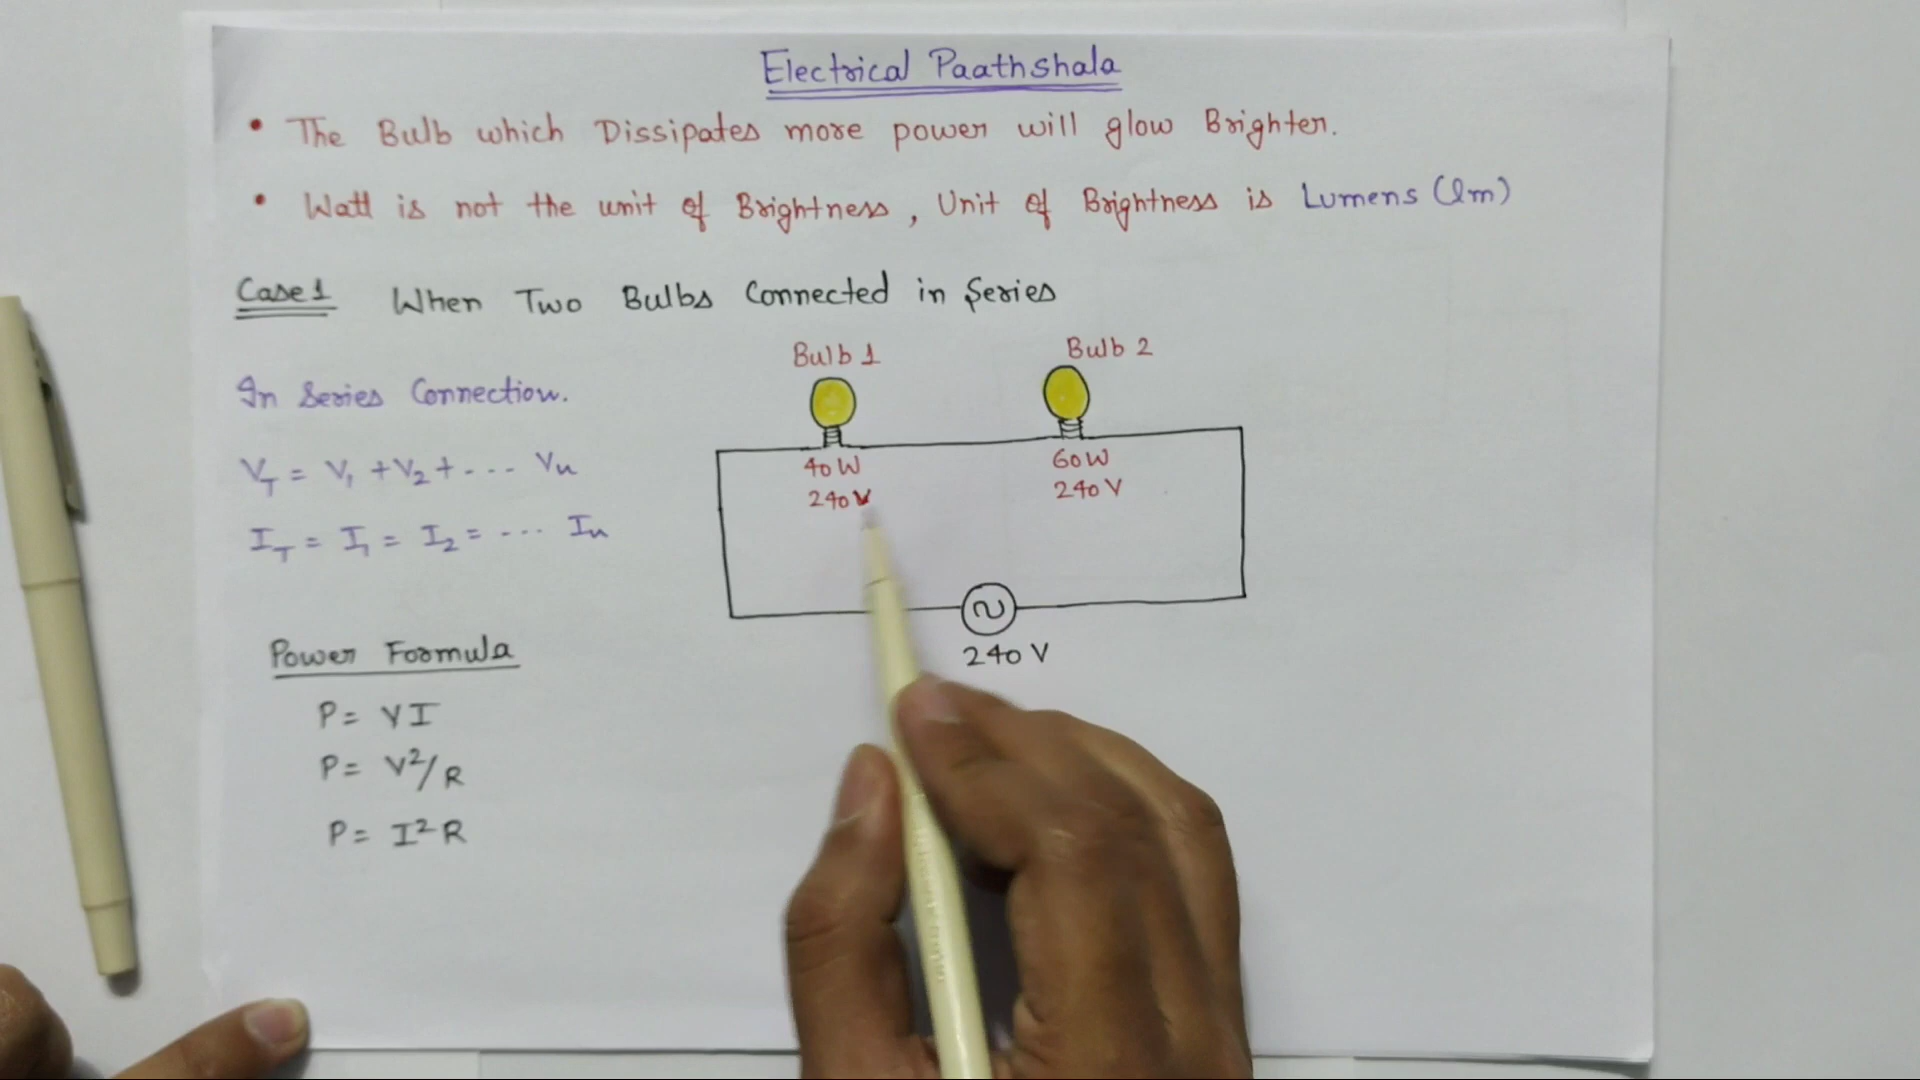 Electrical Paathshala
• The Bulb which Dissipates more power will glow Brighter.
• Watt is not the unit of Brightness, Unit of Brightness is Lumens (lm)
Case 1 When Two Bulbs Connected in Series
In Series Connection.
V_T = V_1 + V_2 + - - - V_n
I_T = I_1 = I_2 = - - - I_n
Power Formula
P = VI
P = V²/R
P = I²R
Bulb 1
40 W
240 V
Bulb 2
60 W
240 V
240 V